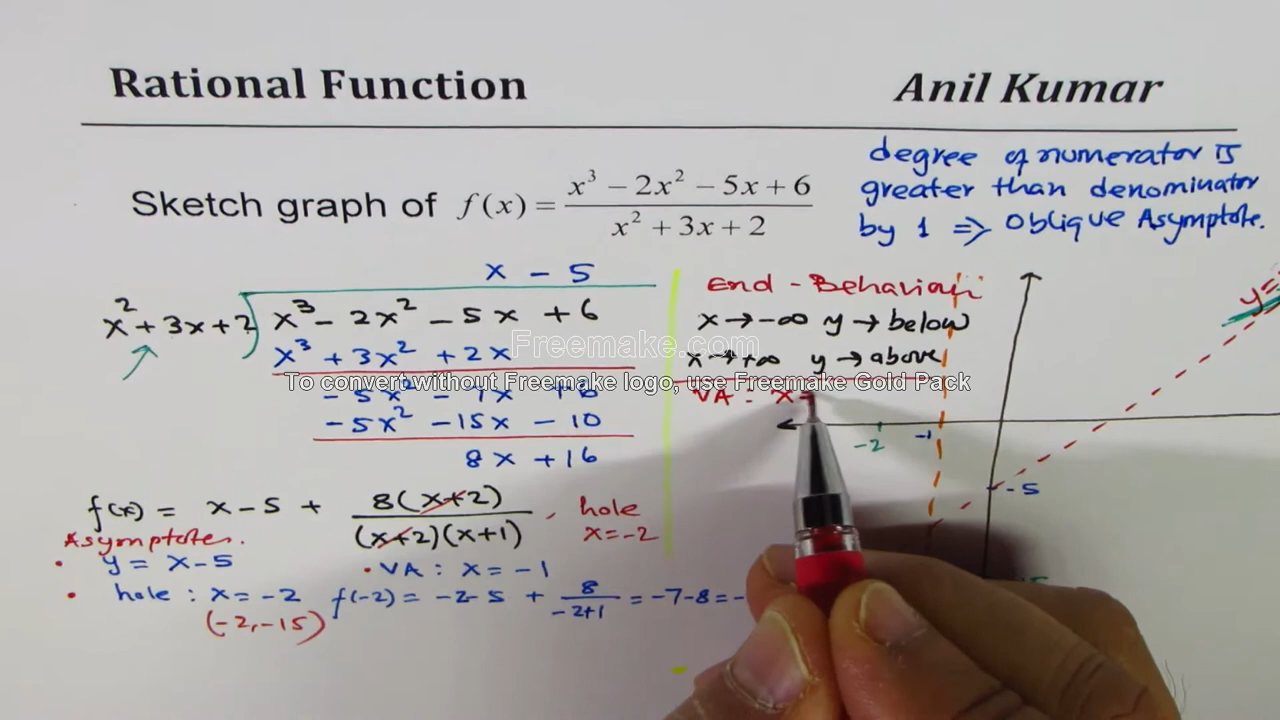 Rational Function Anil Kumar
degree of numerator is
greater than denominator
by 1 => Oblique Asymptote.
Sketch graph of f(x) = (x³ − 2x² − 5x + 6)/(x² + 3x + 2)
x - 5
x² + 3x + 2 x³ - 2x² - 5x + 6
x³ + 3x² + 2x
- 5x² - 7x + 6
- 5x² - 15x - 10
8x + 16
f(x) = x - 5 + 8(x+2)/(x+2)(x+1) , hole
x = -2
Asymptotes.
• y = x - 5 • VA : x = -1
• hole : x = -2 f(-2) = -2 - 5 + 8/(-2+1) = -7 - 8 = -
(-2, -15)
End - Behavior
x → -∞ y → below
x → +∞ y → above
VA : x =
-2 -1
-5
y =
Freemake.com
To convert without Freemake logo, use Freemake Gold Pack